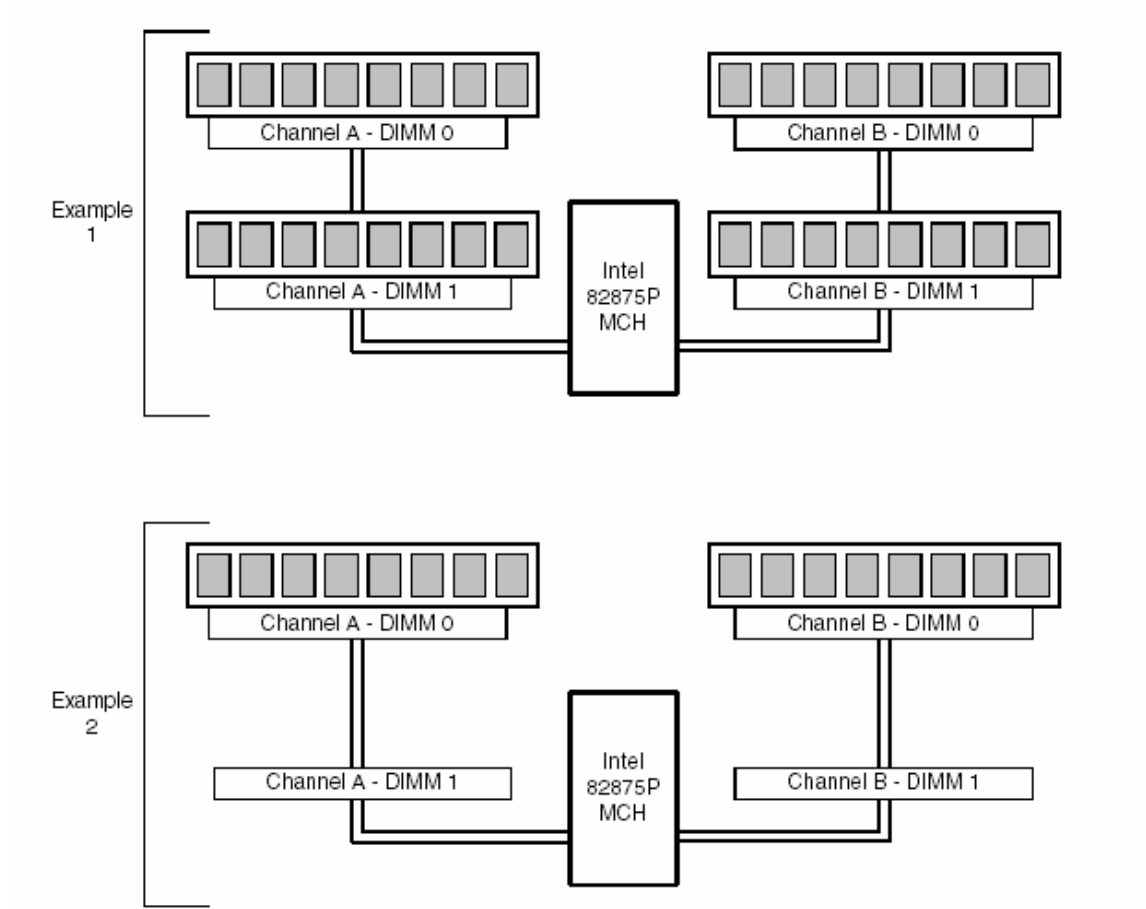 Channel A - DIMM 0
Channel B - DIMM 0
Example
1
Channel A - DIMM 1
Intel
82875P
MCH
Channel B - DIMM 1
Channel A - DIMM 0
Channel B - DIMM 0
Example
2
Channel A - DIMM 1
Intel
82875P
MCH
Channel B - DIMM 1